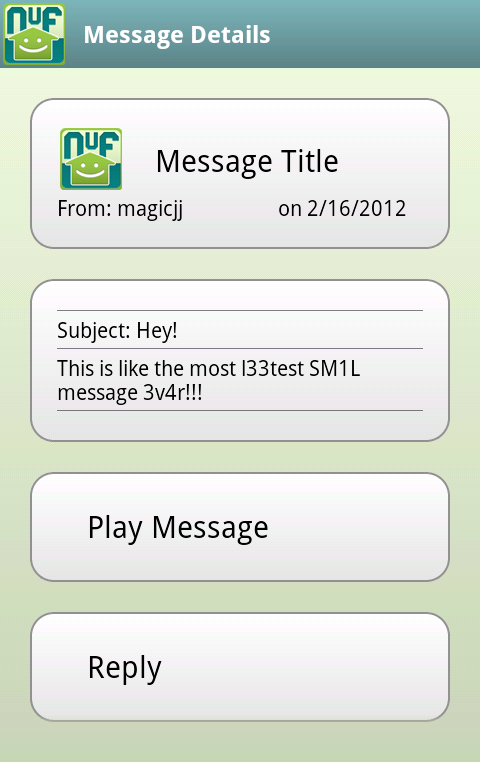 NUF
Message Details
NUF
Message Title
From: magicjj on 2/16/2012
Subject: Hey!
This is like the most l33test SM1L
message 3v4r!!!
Play Message
Reply